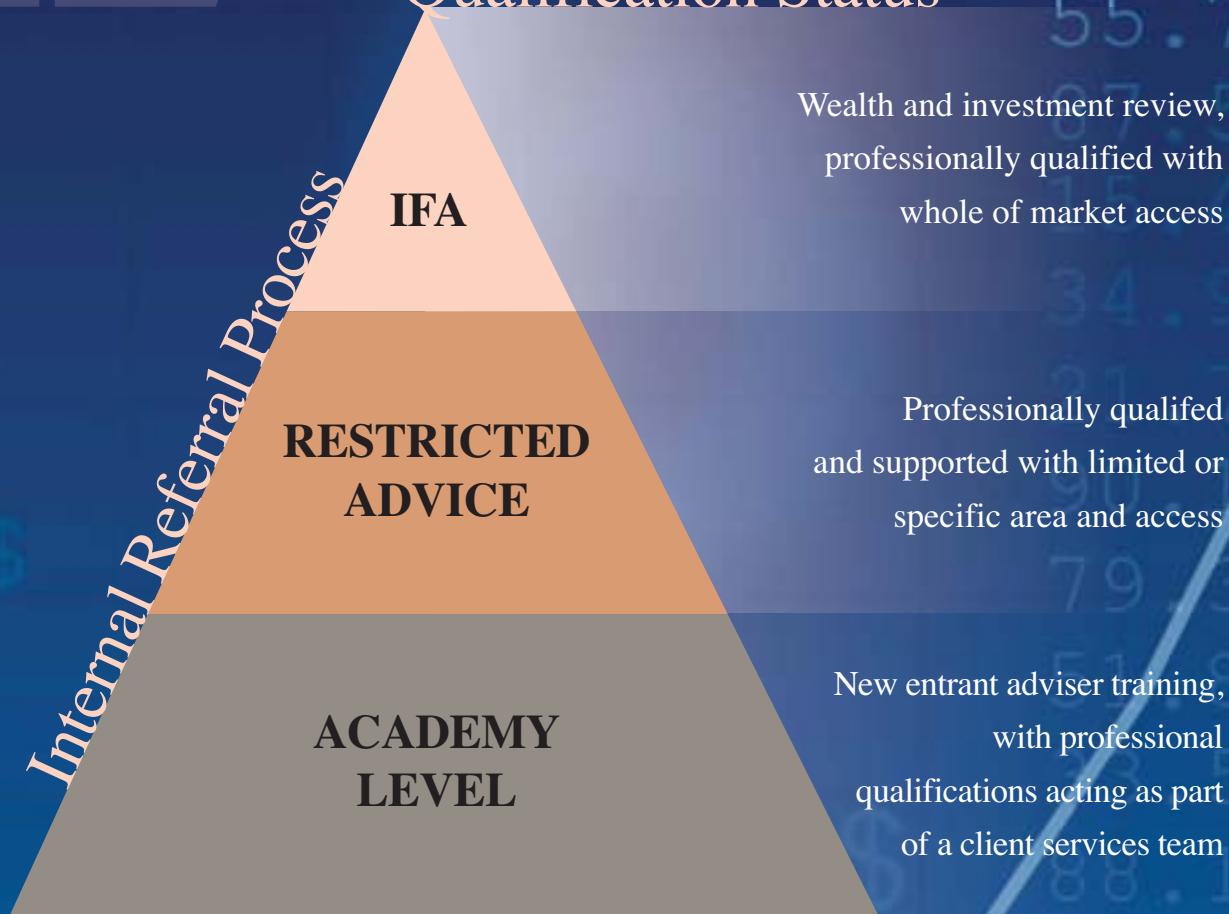 Qualification Status
Internal Referral Process
IFA
Wealth and investment review,
professionally qualified with
whole of market access
RESTRICTED
ADVICE
Professionally qualifed
and supported with limited or
specific area and access
ACADEMY
LEVEL
New entrant adviser training,
with professional
qualifications acting as part
of a client services team